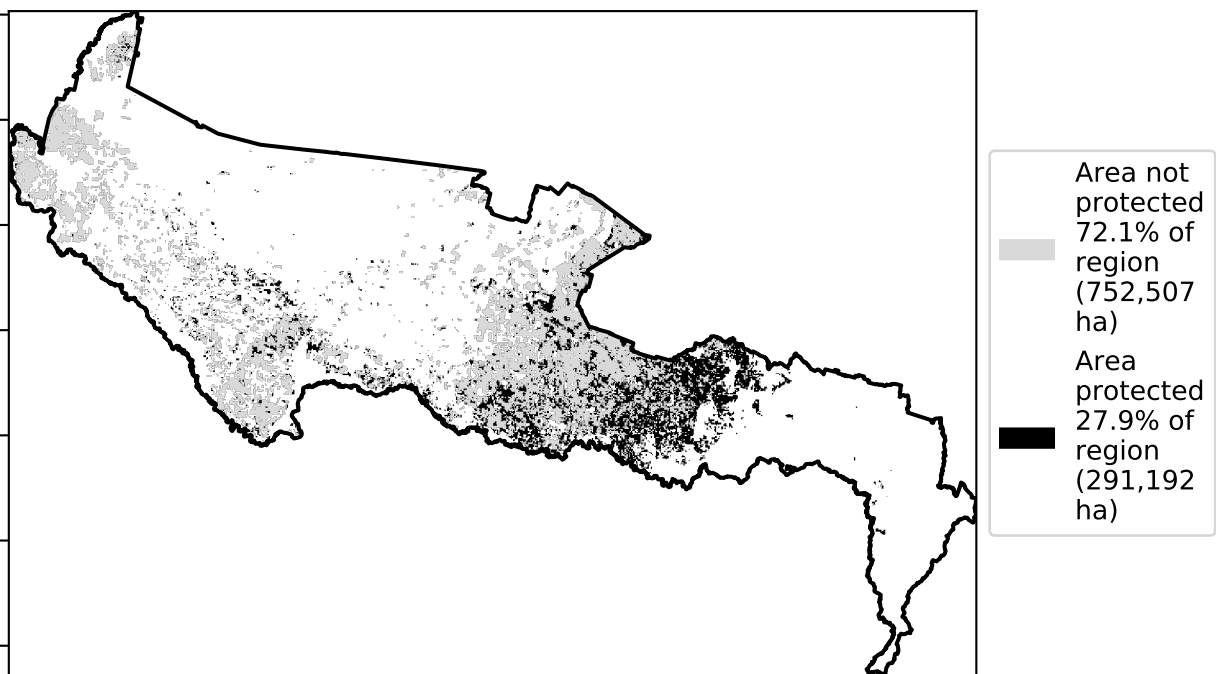 Area not
protected
72.1% of
region
(752,507
ha)
Area
protected
27.9% of
region
(291,192
ha)